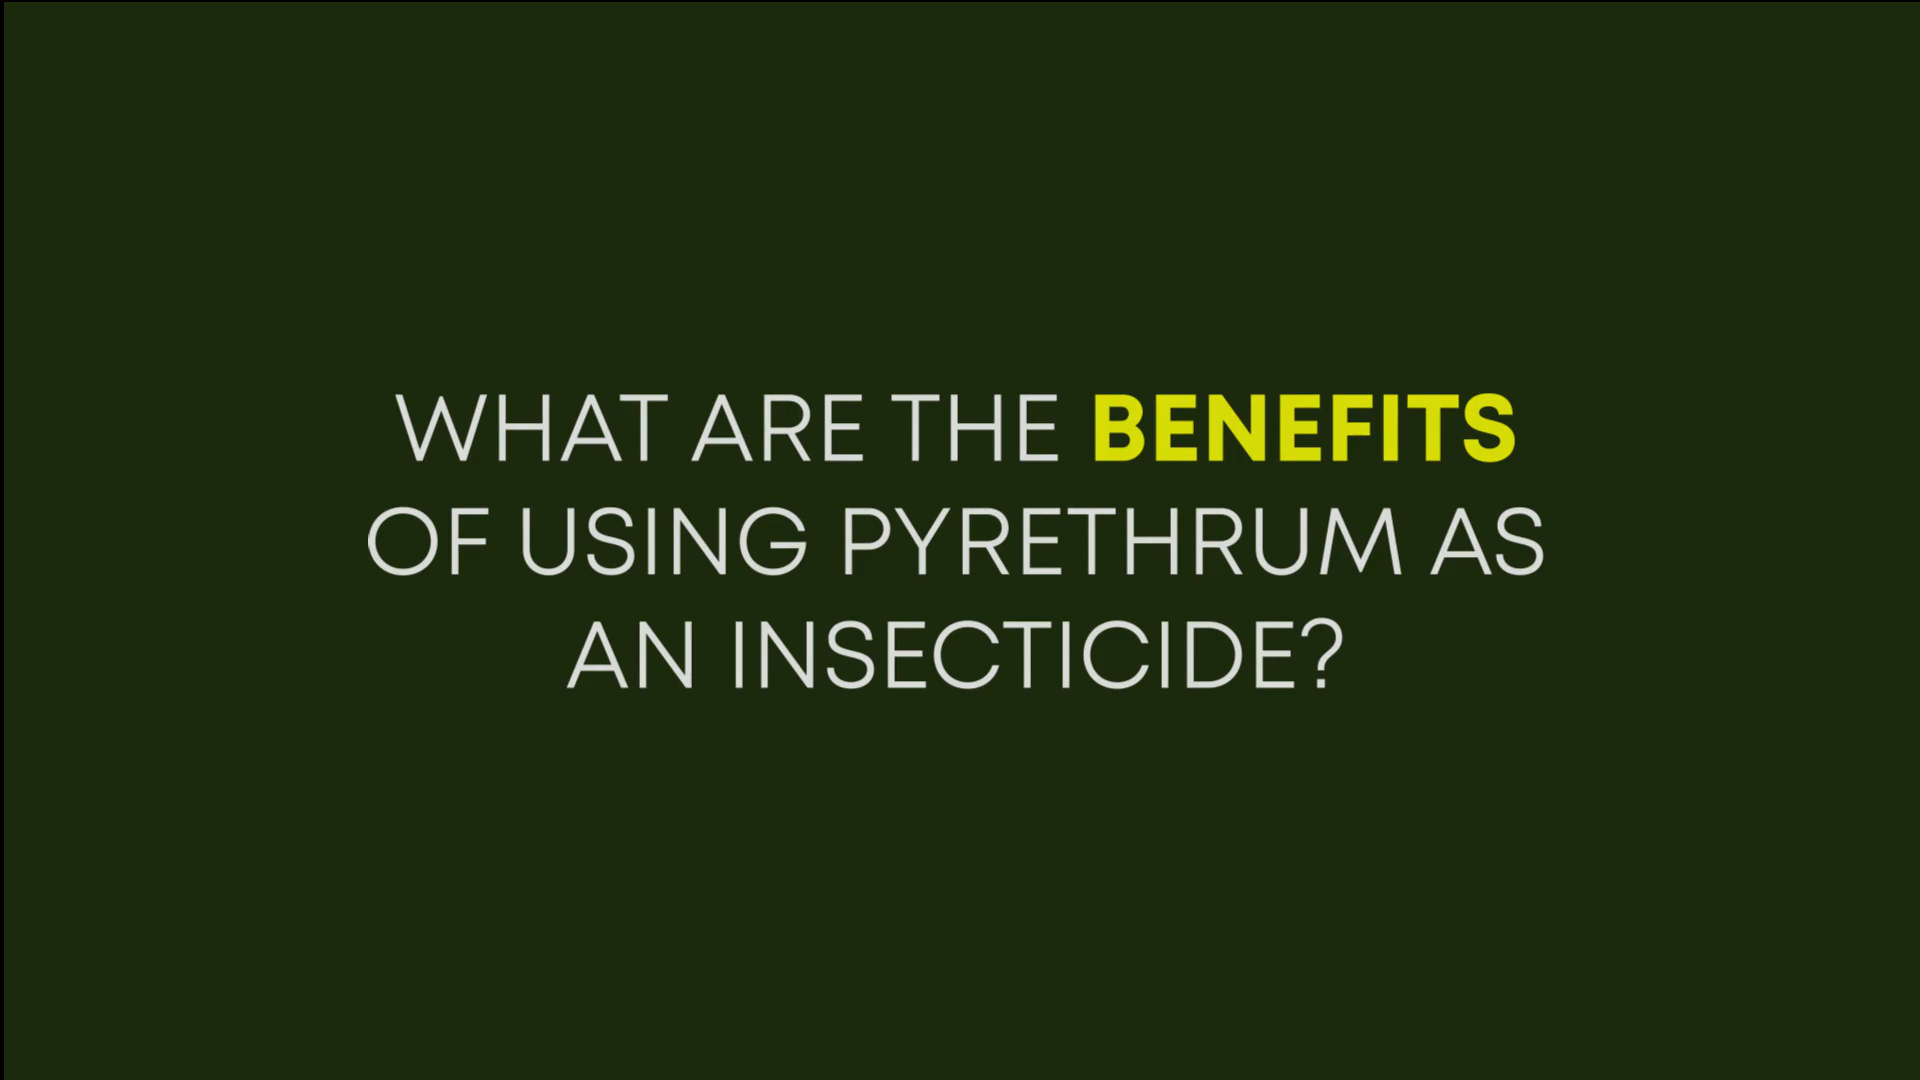 WHAT ARE THE BENEFITS
OF USING PYRETHRUM AS
AN INSECTICIDE?